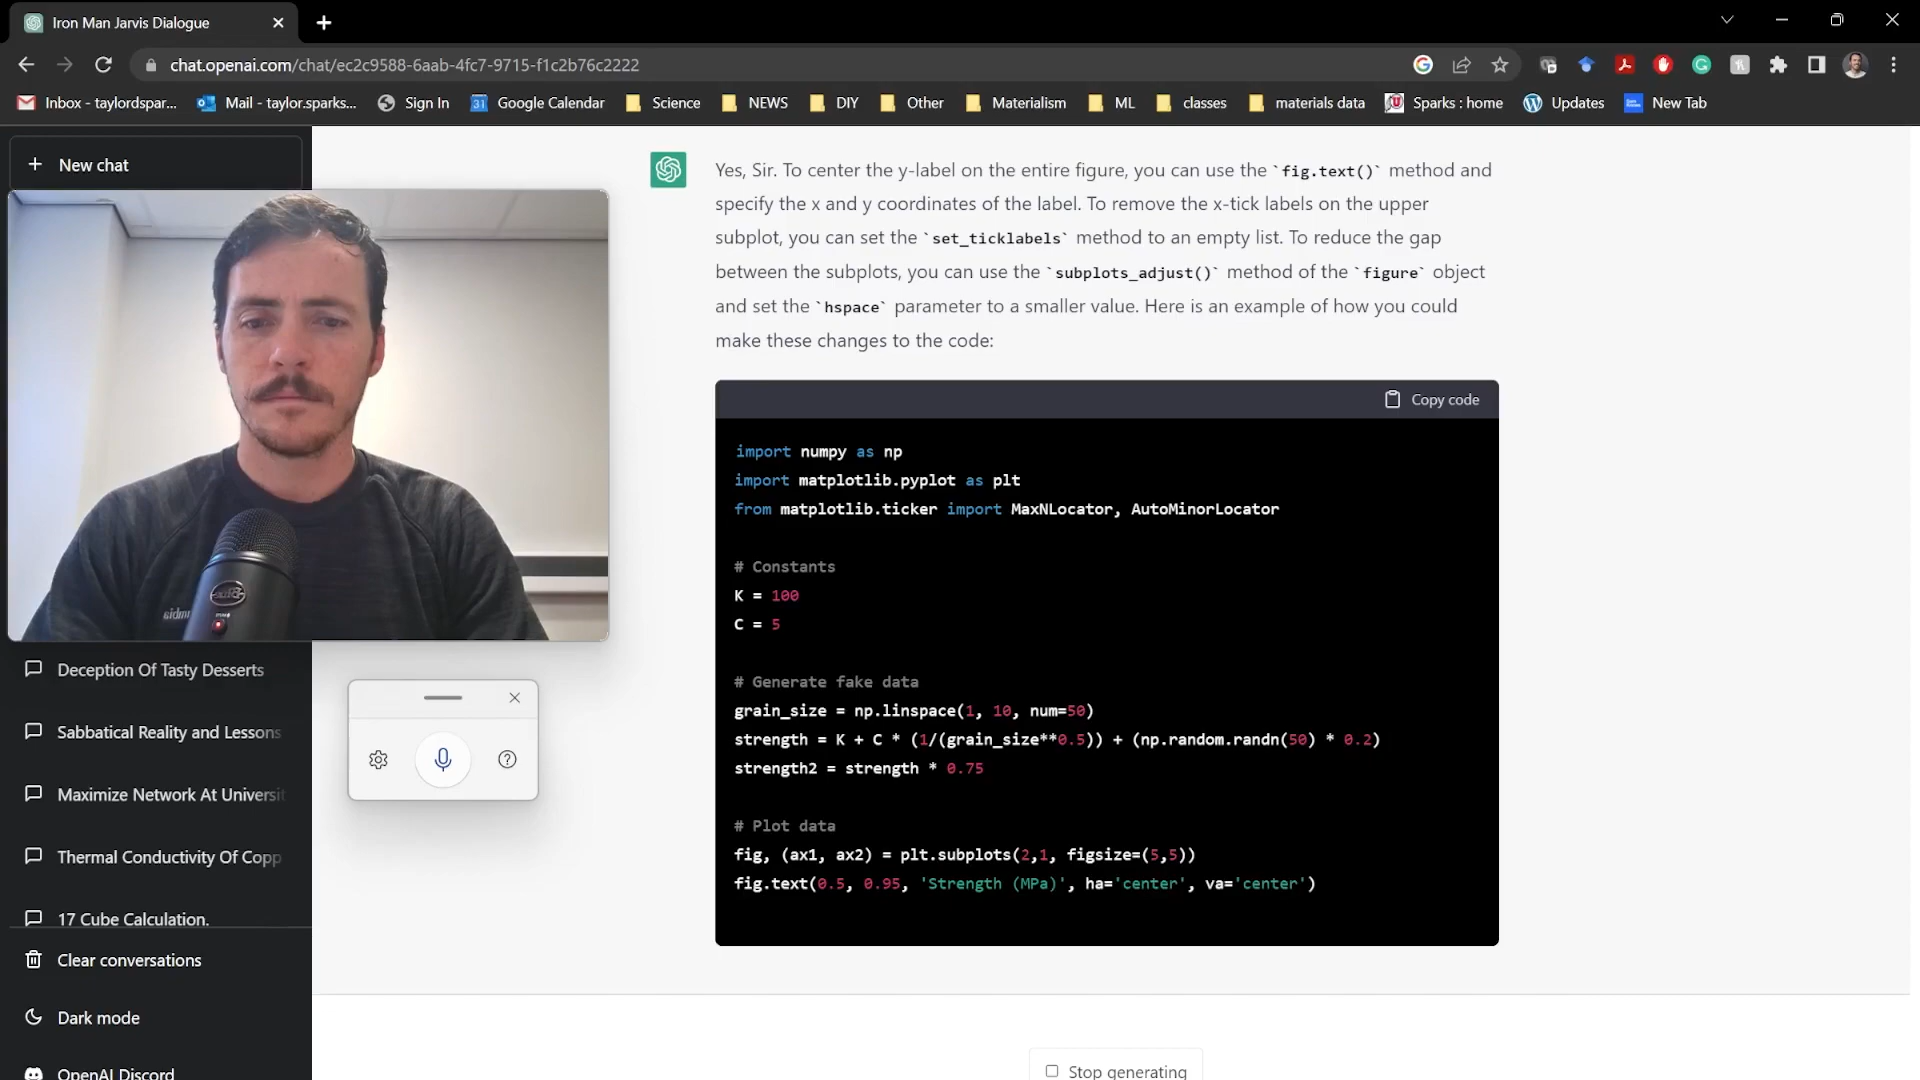 Iron Man Jarvis Dialogue
chat.openai.com/chat/ec2c9588-6aab-4fc7-9715-f1c2b76c2222
Inbox - taylordspar... Mail - taylor.sparks... Sign In Google Calendar Science NEWS DIY Other Materialism ML classes materials data Sparks : home Updates New Tab
New chat
Yes, Sir. To center the y-label on the entire figure, you can use the `fig.text()` method and
specify the x and y coordinates of the label. To remove the x-tick labels on the upper
subplot, you can set the `set_ticklabels` method to an empty list. To reduce the gap
between the subplots, you can use the `subplots_adjust()` method of the `figure` object
and set the `hspace` parameter to a smaller value. Here is an example of how you could
make these changes to the code:
Copy code
import numpy as np
import matplotlib.pyplot as plt
from matplotlib.ticker import MaxNLocator, AutoMinorLocator
# Constants
K = 100
C = 5
# Generate fake data
grain_size = np.linspace(1, 10, num=50)
strength = K + C * (1/(grain_size**0.5)) + (np.random.randn(50) * 0.2)
strength2 = strength * 0.75
# Plot data
fig, (ax1, ax2) = plt.subplots(2,1, figsize=(5,5))
fig.text(0.5, 0.95, 'Strength (MPa)', ha='center', va='center')
Stop generating
Deception Of Tasty Desserts
Sabbatical Reality and Lessons
Maximize Network At Universit
Thermal Conductivity Of Copp
17 Cube Calculation.
Clear conversations
Dark mode
OpenAI Discord